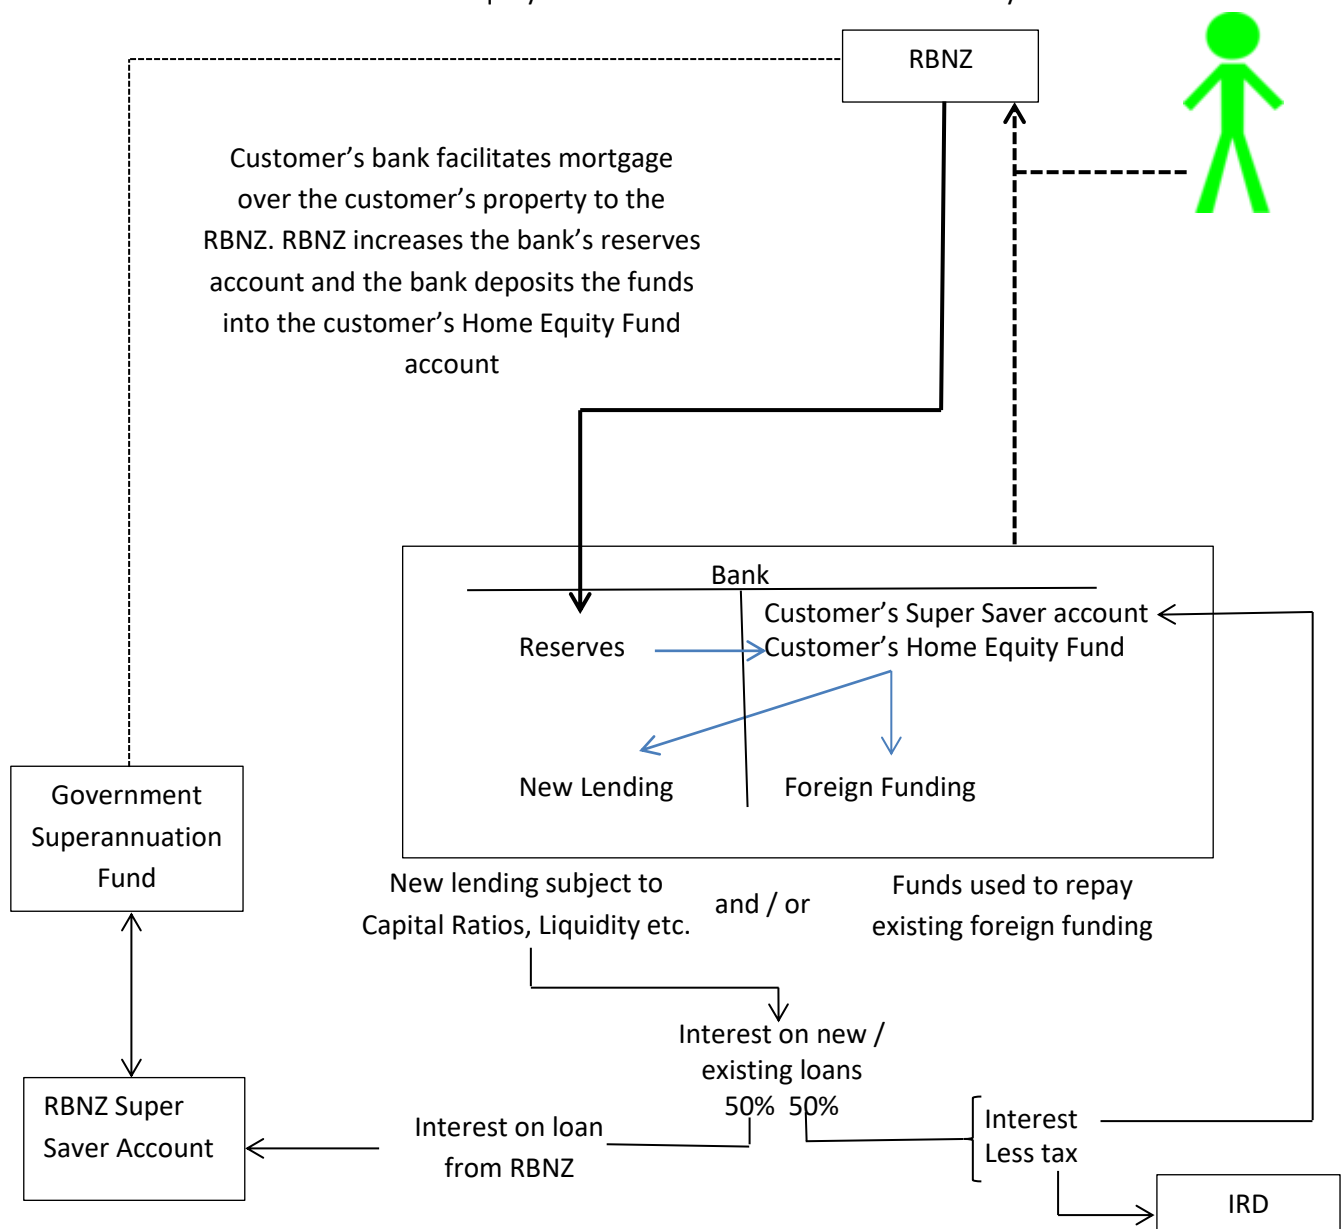 RBNZ
Customer’s bank facilitates mortgage
over the customer’s property to the
RBNZ. RBNZ increases the bank’s reserves
account and the bank deposits the funds
into the customer’s Home Equity Fund
account
Bank
Customer’s Super Saver account
Reserves
Customer’s Home Equity Fund
New Lending
Foreign Funding
Government
Superannuation
Fund
New lending subject to
Capital Ratios, Liquidity etc.
and / or
Funds used to repay
existing foreign funding
Interest on new /
existing loans
50% 50%
RBNZ Super
Saver Account
Interest on loan
from RBNZ
Interest
Less tax
IRD